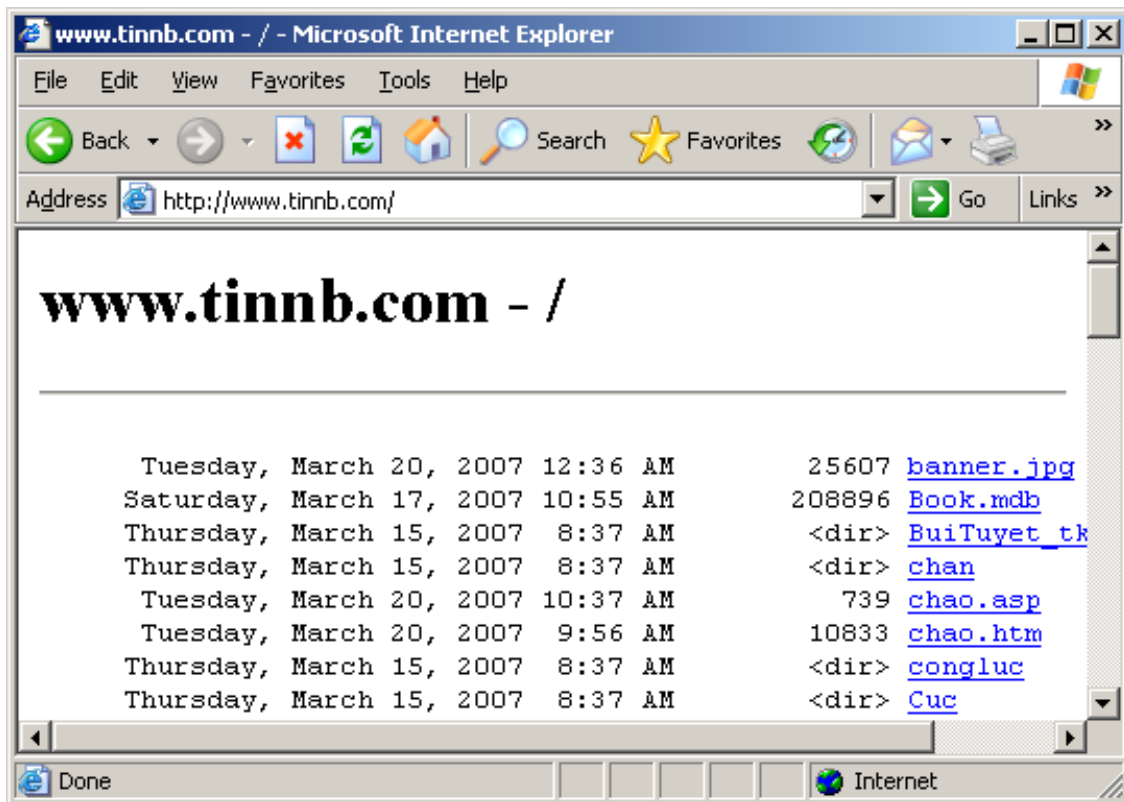 www.tinnb.com - / - Microsoft Internet Explorer
File Edit View Favorites Tools Help
Back Search Favorites »
Address http://www.tinnb.com/ Go Links »
www.tinnb.com - /
Tuesday, March 20, 2007 12:36 AM 25607 banner.jpg
Saturday, March 17, 2007 10:55 AM 208896 Book.mdb
Thursday, March 15, 2007 8:37 AM <dir> BuiTuyet_tk
Thursday, March 15, 2007 8:37 AM <dir> chan
Tuesday, March 20, 2007 10:37 AM 739 chao.asp
Tuesday, March 20, 2007 9:56 AM 10833 chao.htm
Thursday, March 15, 2007 8:37 AM <dir> congluc
Thursday, March 15, 2007 8:37 AM <dir> Cuc
Done Internet